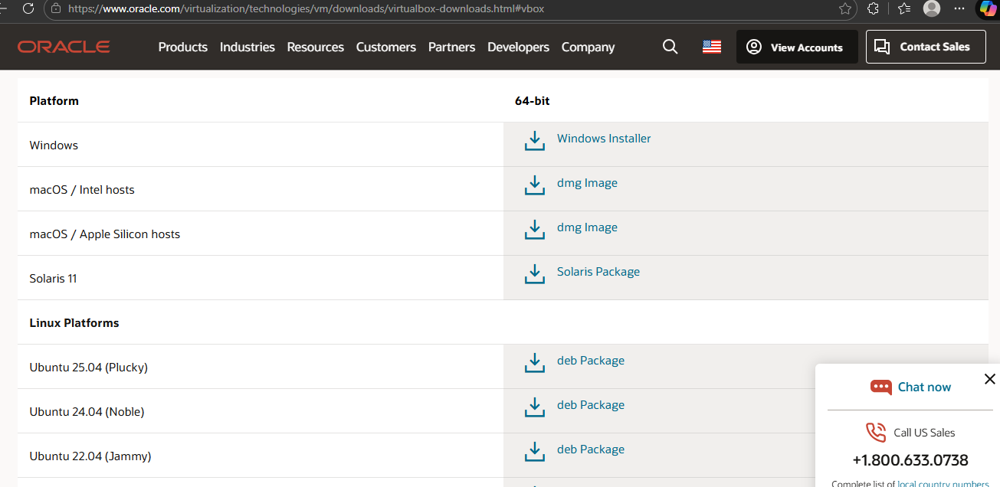 https://www.oracle.com/virtualization/technologies/vm/downloads/virtualbox-downloads.html#vbox
ORACLE Products Industries Resources Customers Partners Developers Company View Accounts Contact Sales
Platform 64-bit
Windows Windows Installer
macOS / Intel hosts dmg Image
macOS / Apple Silicon hosts dmg Image
Solaris 11 Solaris Package
Linux Platforms
Ubuntu 25.04 (Plucky) deb Package
Ubuntu 24.04 (Noble) deb Package
Ubuntu 22.04 (Jammy) deb Package
Chat now
Call US Sales
+1.800.633.0738
Complete list of local country numbers